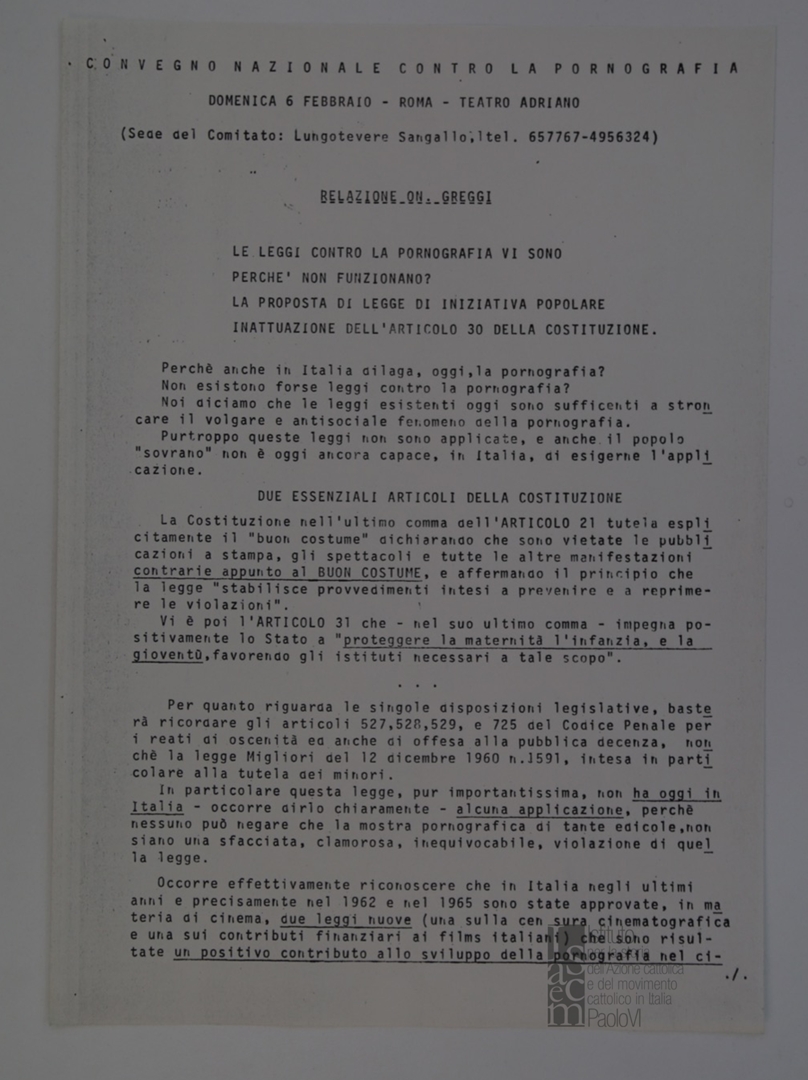 CONVEGNO NAZIONALE CONTRO LA PORNOGRAFIA
DOMENICA 6 FEBBRAIO - ROMA - TEATRO ADRIANO
(Sede del Comitato: Lungotevere Sangallo,1tel. 657767-4956324)
RELAZIONE ON. GREGGI
LE LEGGI CONTRO LA PORNOGRAFIA VI SONO
PERCHE' NON FUNZIONANO?
LA PROPOSTA DI LEGGE DI INIZIATIVA POPOLARE
INATTUAZIONE DELL'ARTICOLO 30 DELLA COSTITUZIONE.
Perchè anche in Italia dilaga, oggi,la pornografia?
Non esistono forse leggi contro la pornografia?
Noi diciamo che le leggi esistenti oggi sono sufficenti a stron
care il volgare e antisociale fenomeno della pornografia.
Purtroppo queste leggi non sono applicate, e anche il popolo
"sovrano" non è oggi ancora capace, in Italia, di esigerne l'appli
cazione.
DUE ESSENZIALI ARTICOLI DELLA COSTITUZIONE
La Costituzione nell'ultimo comma dell'ARTICOLO 21 tutela espli
citamente il "buon costume" dichiarando che sono vietate le pubbli
cazioni a stampa, gli spettacoli e tutte le altre manifestazioni
contrarie appunto al BUON COSTUME, e affermando il principio che
la legge "stabilisce provvedimenti intesi a prevenire e a reprime-
re le violazioni".
Vi è poi l'ARTICOLO 31 che - nel suo ultimo comma - impegna po-
sitivamente lo Stato a "proteggere la maternità l'infanzia, e la
gioventù,favorendo gli istituti necessari a tale scopo".
. . .
Per quanto riguarda le singole disposizioni legislative, baste
rà ricordare gli articoli 527,528,529, e 725 del Codice Penale per
i reati di oscenità ed anche di offesa alla pubblica decenza, non
chè la legge Migliori del 12 dicembre 1960 n.1591, intesa in parti
colare alla tutela dei minori.
In particolare questa legge, pur importantissima, non ha oggi in
Italia - occorre dirlo chiaramente - alcuna applicazione, perchè
nessuno può negare che la mostra pornografica di tante edicole,non
siano una sfacciata, clamorosa, inequivocabile, violazione di quel
la legge.
Occorre effettivamente riconoscere che in Italia negli ultimi
anni e precisamente nel 1962 e nel 1965 sono state approvate, in ma
teria di cinema, due leggi nuove (una sulla cen sura cinematografica
e una sui contributi finanziari ai films italiani) che sono risul-
tate un positivo contributo allo sviluppo della pornografia nel ci-
./.
Istituto
dell'Azione cattolica
e del movimento
cattolico in Italia
PaoloVI